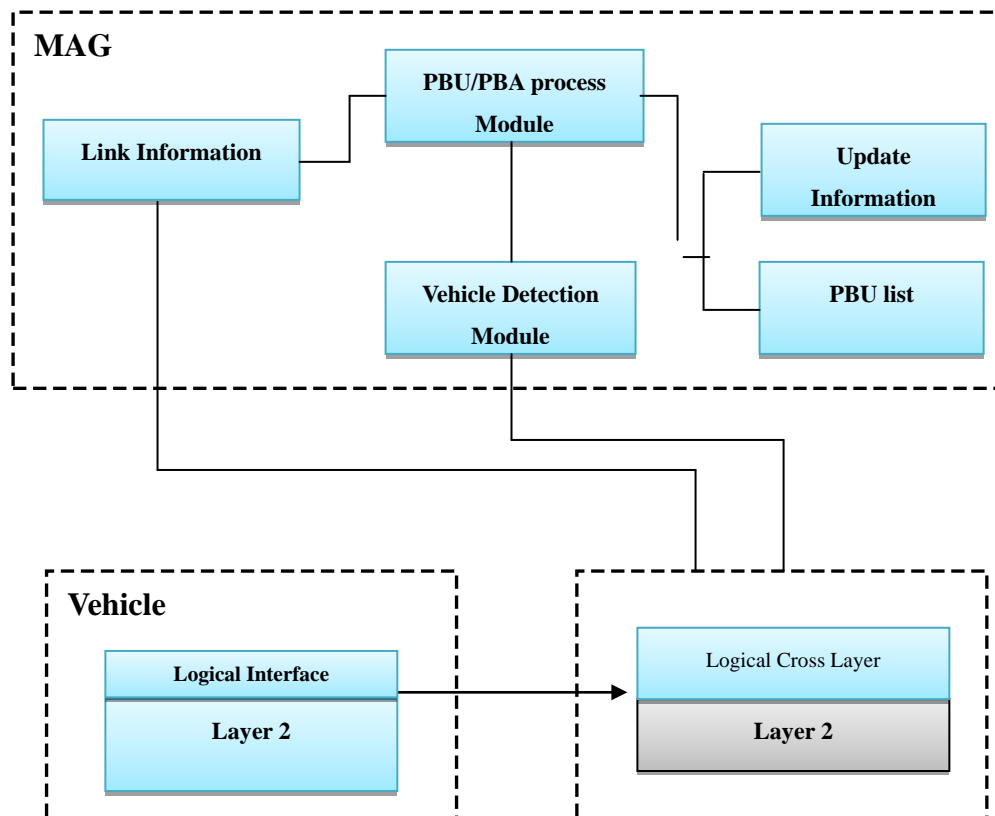 MAG
PBU/PBA process
Module
Link Information
Update
Information
Vehicle Detection
Module
PBU list
Vehicle
Logical Interface
Layer 2
Logical Cross Layer
Layer 2